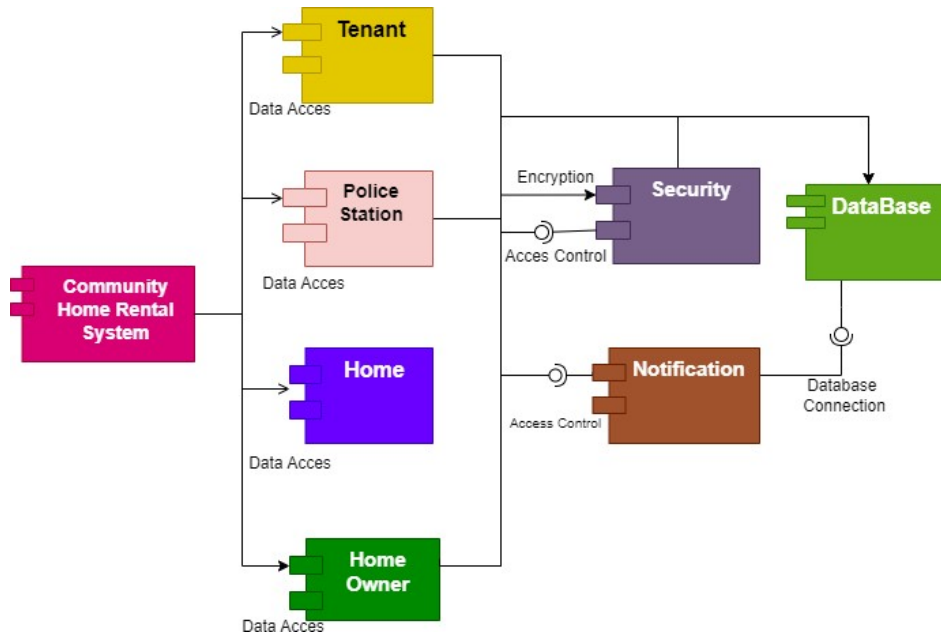 Tenant
Data Acces
Police
Station
Data Acces
Community
Home Rental
System
Home
Data Acces
Home
Owner
Data Acces
Encryption
Security
Acces Control
DataBase
Notification
Access Control
Database
Connection